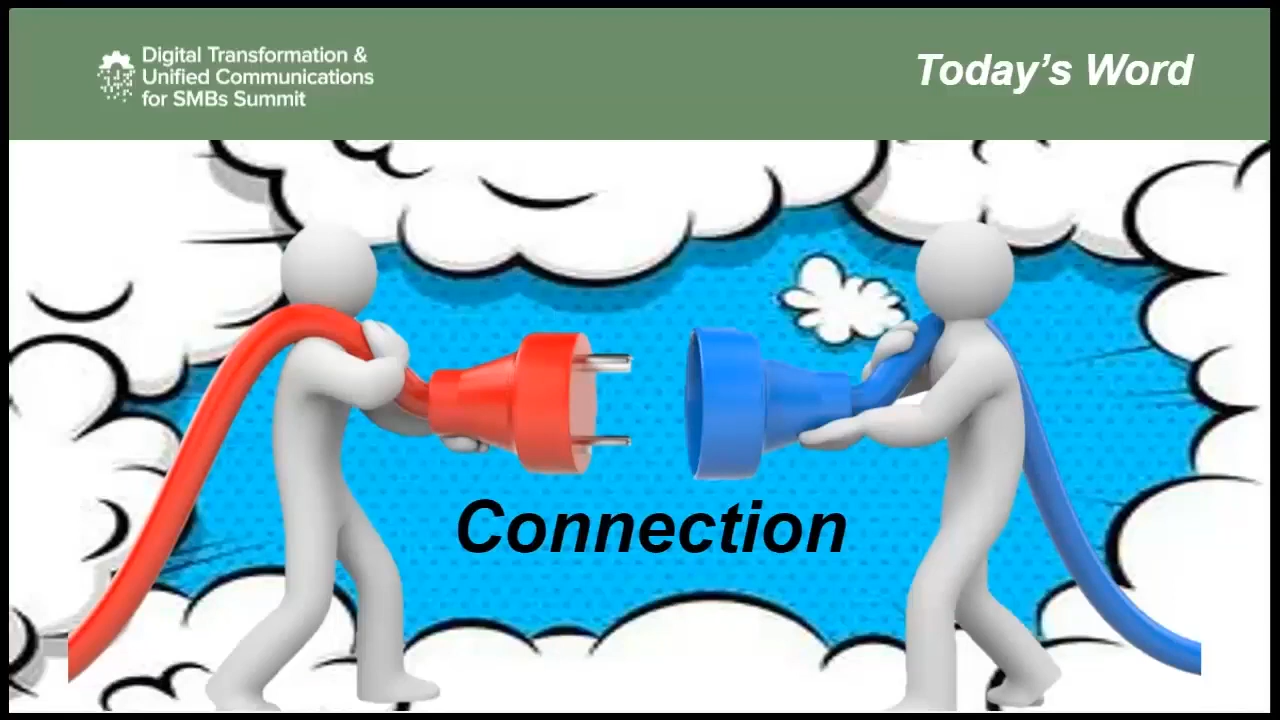 Digital Transformation &
Unified Communications
for SMBs Summit
Today's Word
Connection